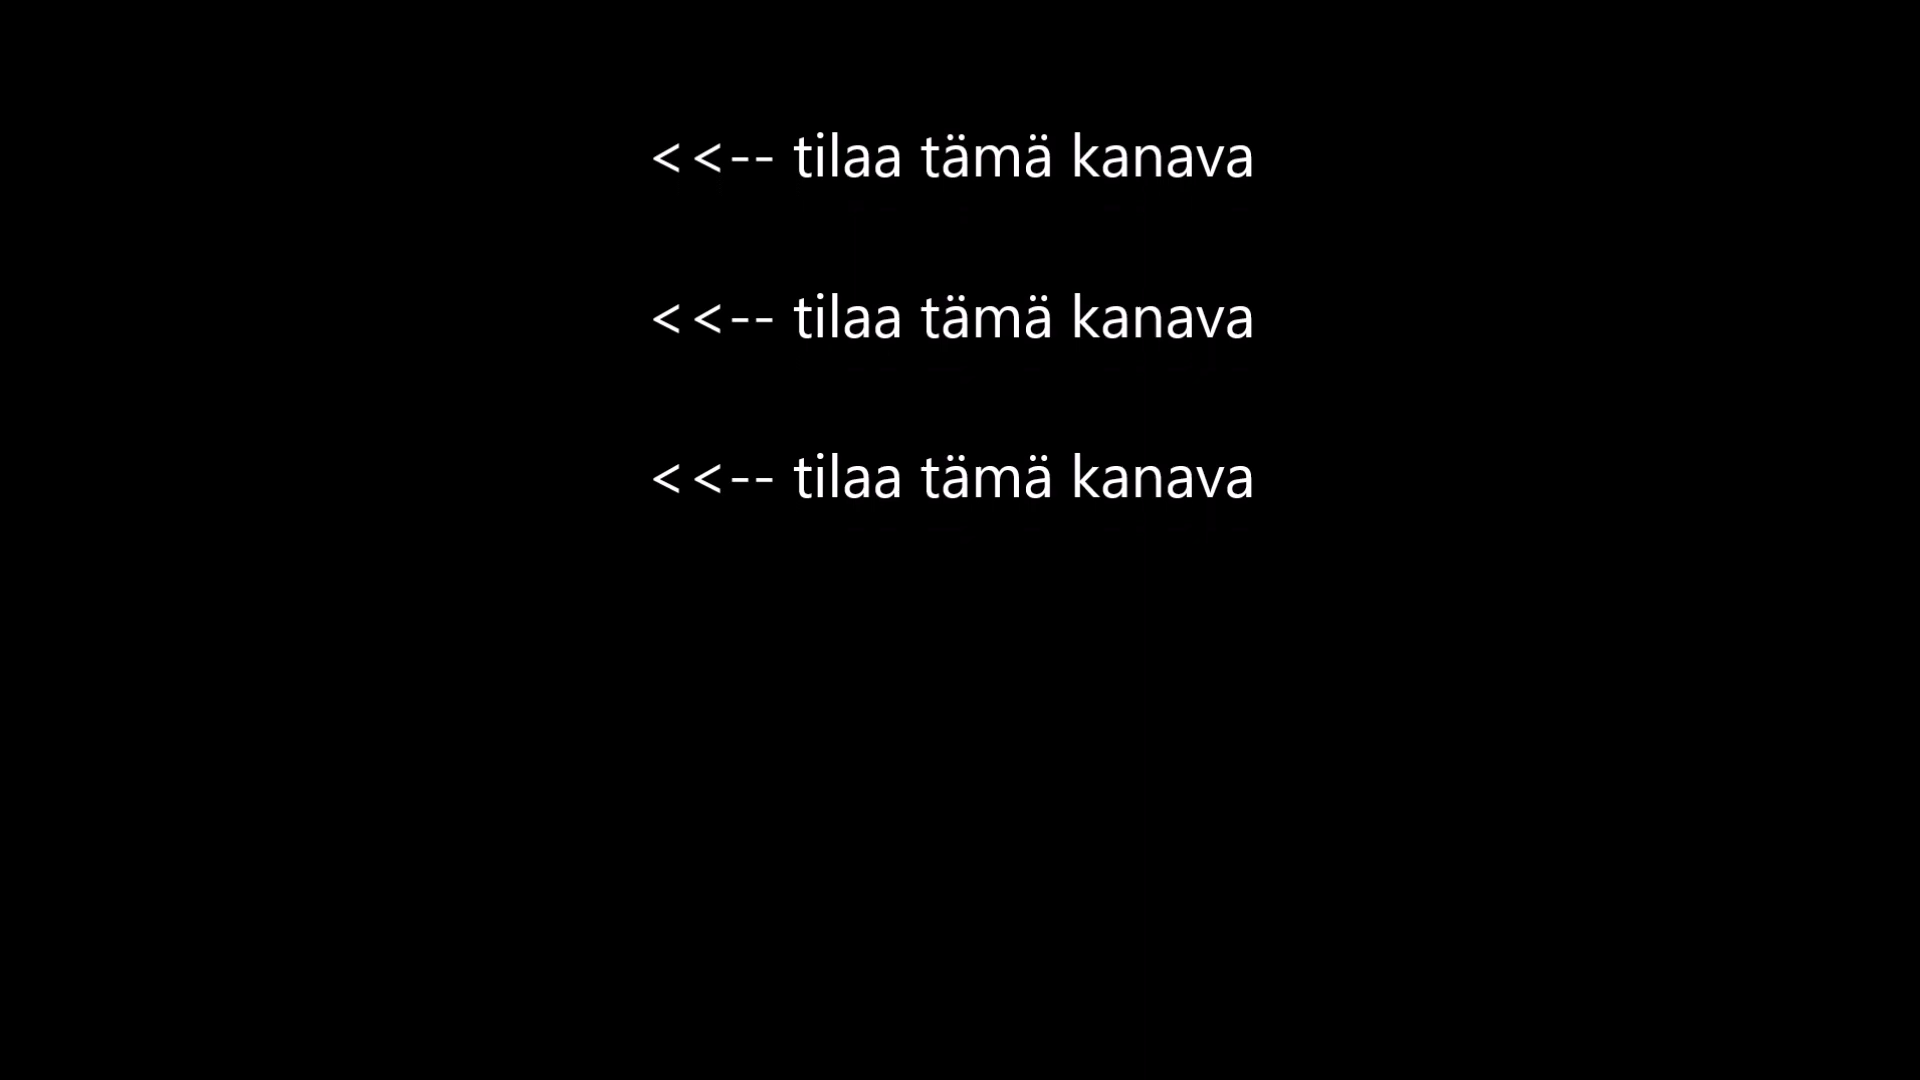 <<-- tilaa tämä kanava
<<-- tilaa tämä kanava
<<-- tilaa tämä kanava